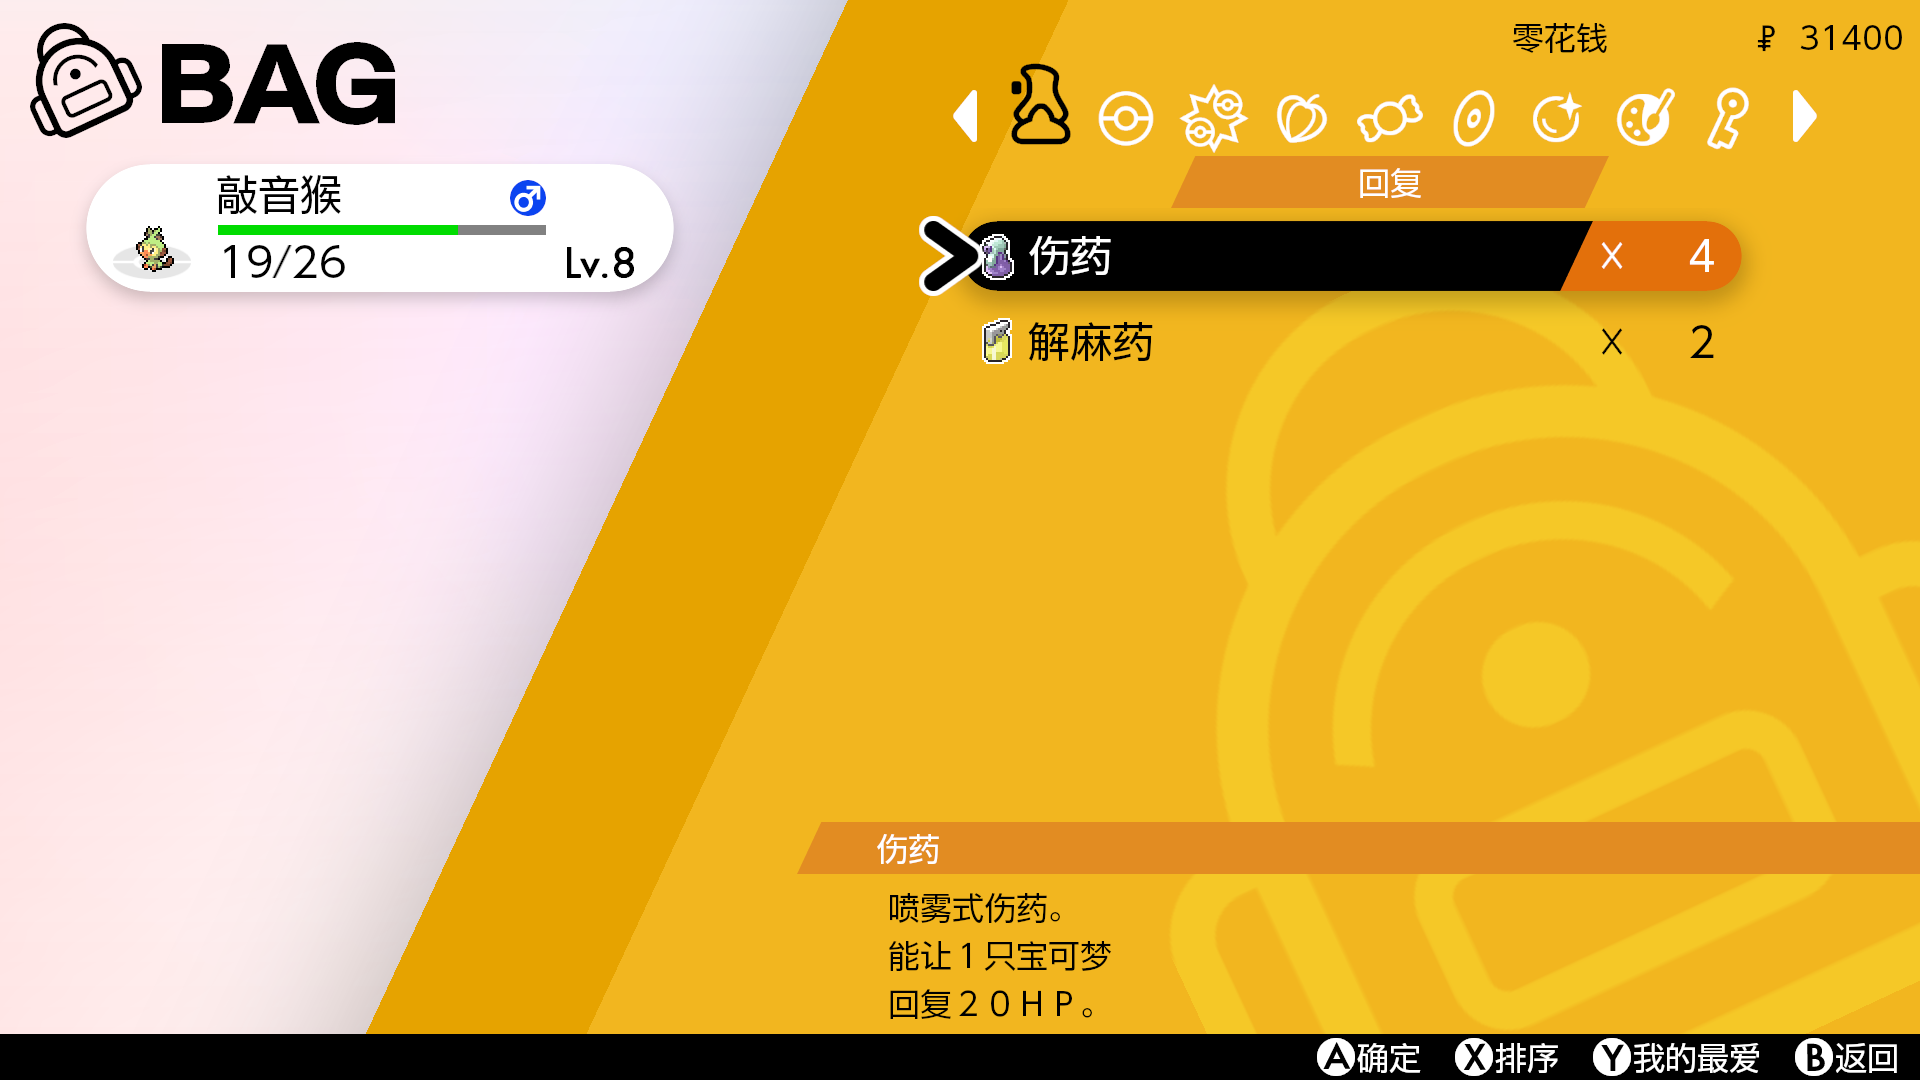 BAG
零花钱 31400
敲音猴 ♂
19/26 Lv.8
回复
伤药 × 4
解麻药 × 2
伤药
喷雾式伤药。
能让1只宝可梦
回复20HP。
A确定 X排序 Y我的最爱 B返回